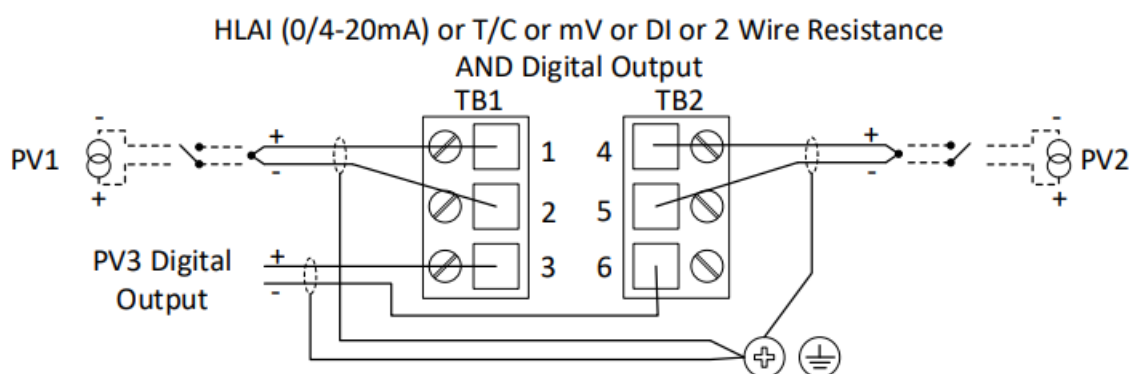 HLAI (0/4-20mA) or T/C or mV or DI or 2 Wire Resistance
AND Digital Output
TB1 TB2
- + 1 4 + -
PV1 PV2
- -
+ 2 5 +
PV3 Digital + 3 6
Output -